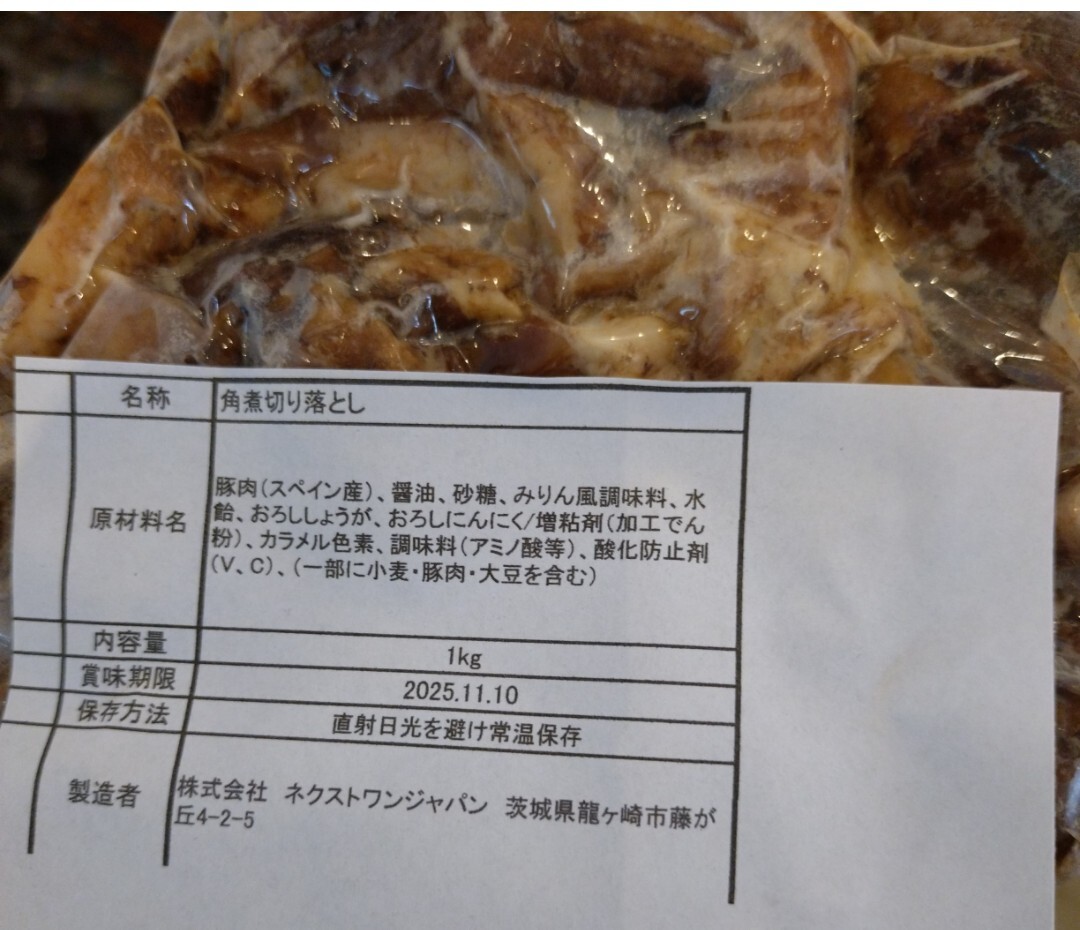 名称 角煮切り落とし
原材料名
豚肉(スペイン産)、醤油、砂糖、みりん風調味料、水
飴、おろししょうが、おろしにんにく/増粘剤(加工でん
粉)、カラメル色素、調味料(アミノ酸等)、酸化防止剤
(V、C)、(一部に小麦・豚肉・大豆を含む)
内容量 1kg
賞味期限 2025.11.10
保存方法 直射日光を避け常温保存
製造者 株式会社 ネクストワンジャパン 茨城県龍ヶ崎市藤が
丘4-2-5